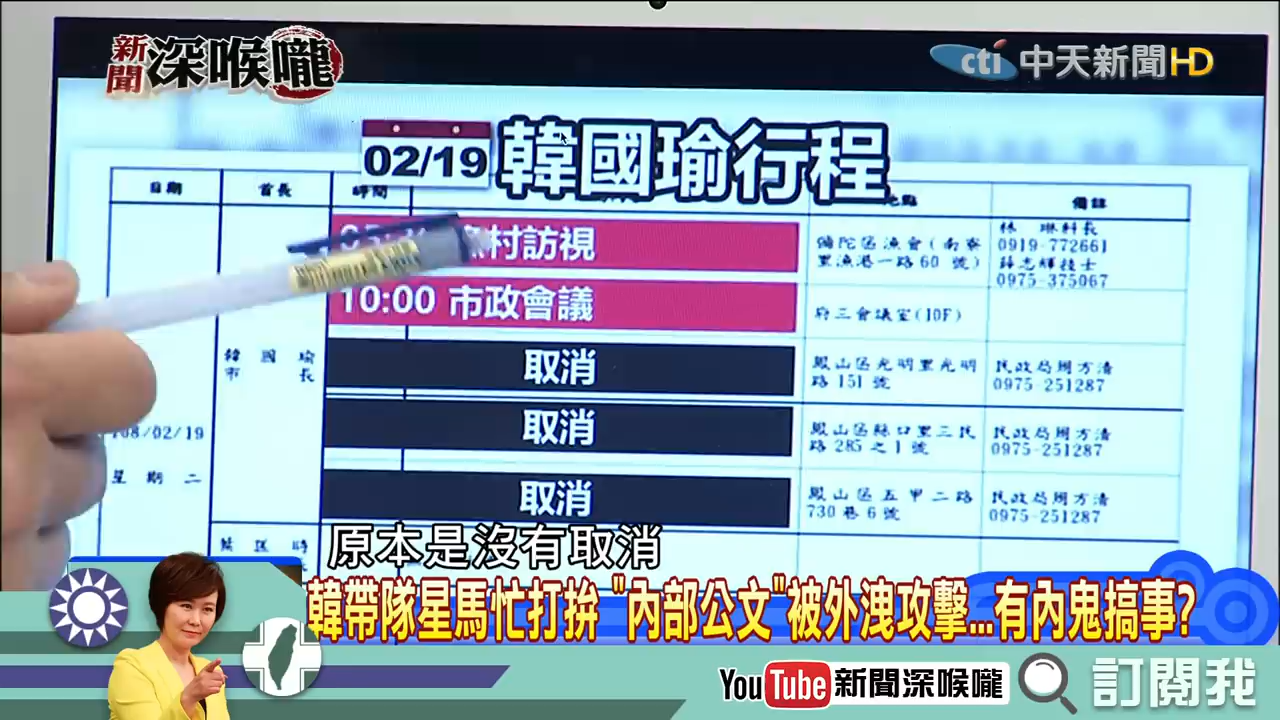 新聞深喉嚨
cti 中天新聞HD
02/19 韓國瑜行程
日期 首長 時間 地點 備註
村訪視
彌陀區漁會(南寮
里漁港一路60號)
林 琳科長
0919-772661
薛志輝技士
0975-375067
10:00 市政會議
府三會議室(10F)
韓國瑜
市長
取消
鳳山區光明里光明
路151號
民政局周方清
0975-251287
108/02/19
星期二
取消
鳳山區縣口里三民
路285之1號
民政局周方清
0975-251287
取消
鳳山區五甲二路
730巷6號
民政局周方清
0975-251287
原本是沒有取消
韓帶隊星馬忙打拚 "內部公文"被外洩攻擊...有內鬼搞事?
YouTube 新聞深喉嚨 訂閱我